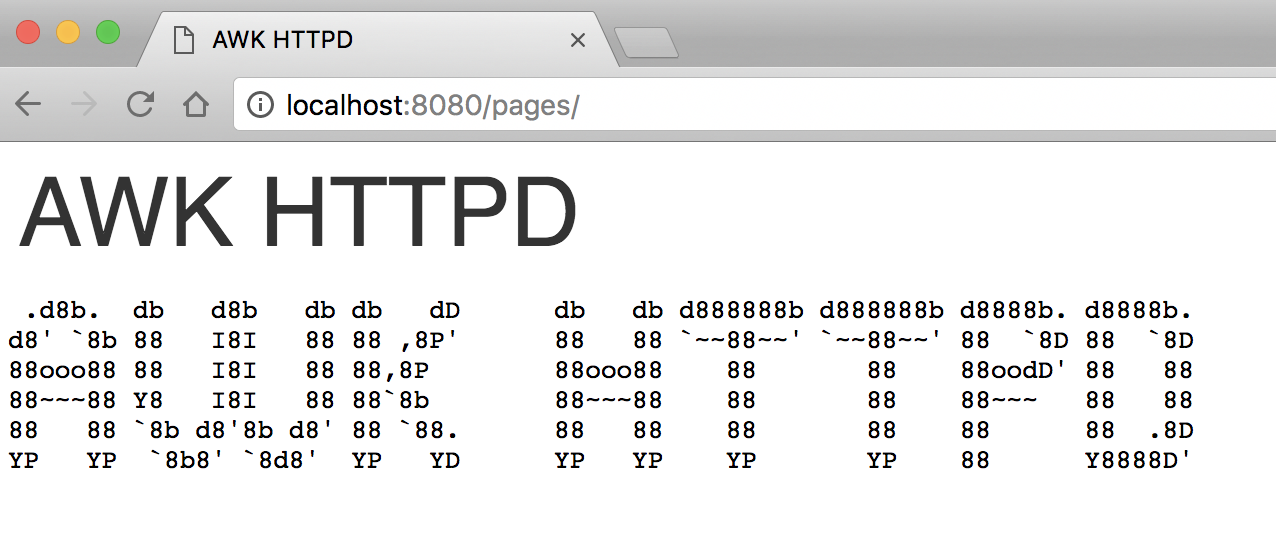 AWK HTTPD
localhost:8080/pages/
AWK HTTPD
 .d8b.  db   d8b   db db   dD      db   db d888888b d888888b d8888b. d8888b.
d8' `8b 88   I8I   88 88 ,8P'      88   88 `~~88~~' `~~88~~' 88  `8D 88  `8D
88ooo88 88   I8I   88 88,8P        88ooo88    88       88    88oodD' 88   88
88~~~88 Y8   I8I   88 88`8b        88~~~88    88       88    88~~~   88   88
88   88 `8b d8'8b d8' 88 `88.      88   88    88       88    88      88  .8D
YP   YP  `8b8' `8d8'  YP   YD      YP   YP    YP       YP    88      Y8888D'